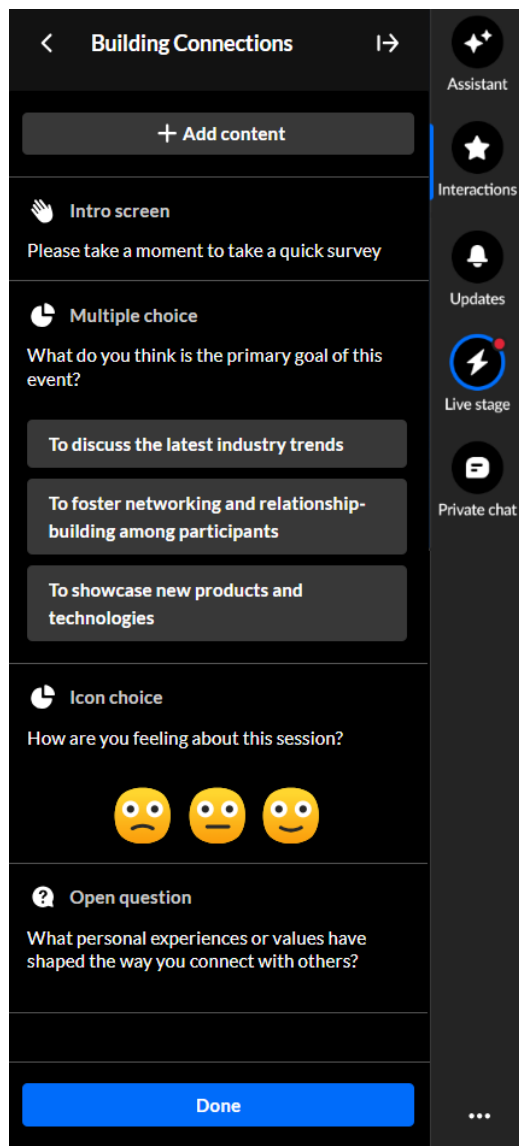 Building Connections
Assistant
+ Add content
Interactions
Intro screen
Please take a moment to take a quick survey
Updates
Multiple choice
What do you think is the primary goal of this
event?
Live stage
To discuss the latest industry trends
To foster networking and relationship-
building among participants
Private chat
To showcase new products and
technologies
Icon choice
How are you feeling about this session?
Open question
What personal experiences or values have
shaped the way you connect with others?
Done